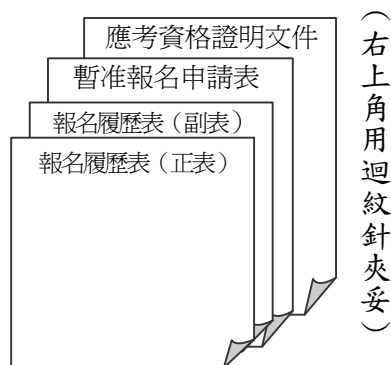 應考資格證明文件
暫准報名申請表
報名履歷表（副表）
報名履歷表（正表）
（右上角用迴紋針夾妥）